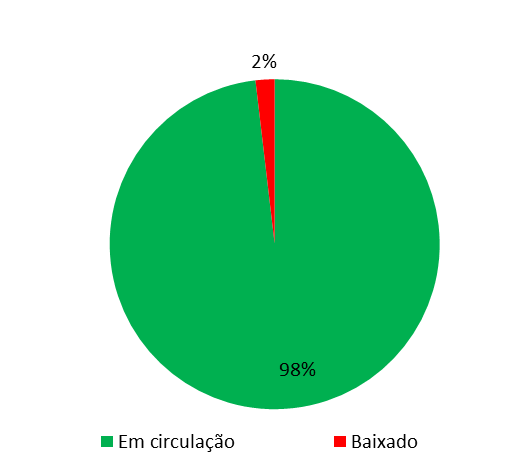 2%
98%
Em circulação
Baixado